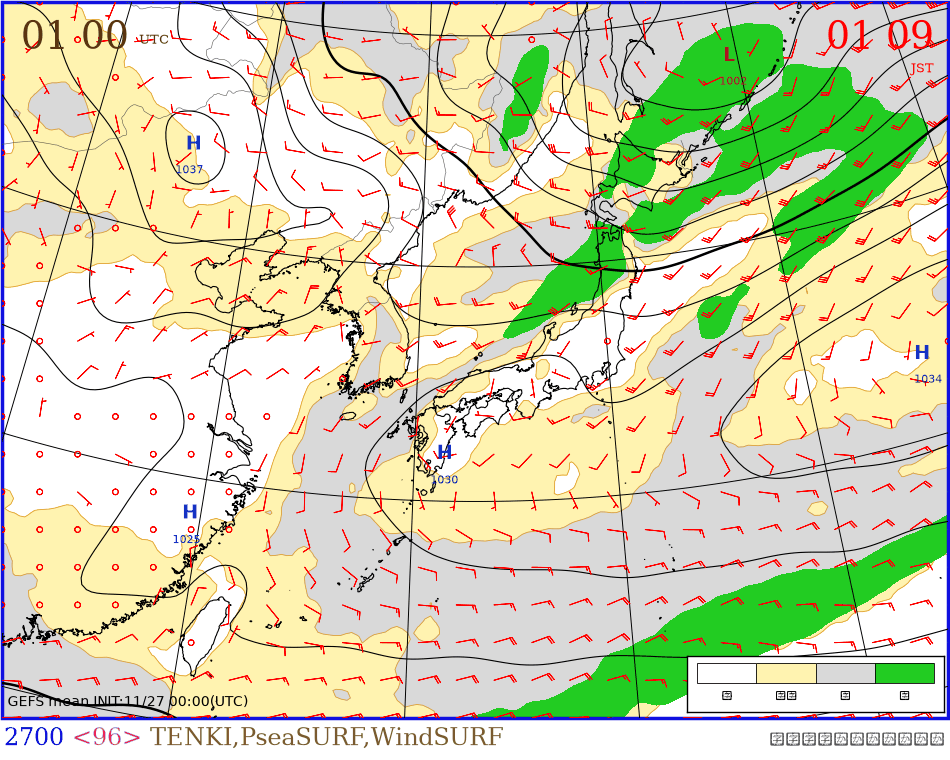 01 00 UTC
01 09
JST
L
1002
H
1037
H
1034
H
1030
H
1025
GEFS mean INIT:11/27 00:00(UTC)
2700 <96> TENKI,PseaSURF,WindSURF